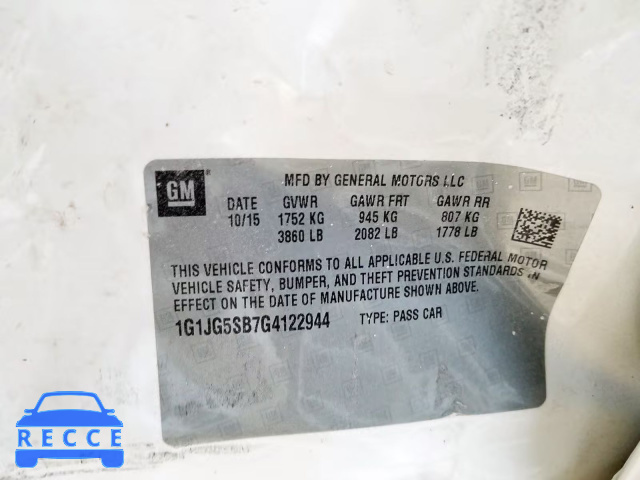 GM
MFD BY GENERAL MOTORS LLC
DATE GVWR GAWR FRT GAWR RR
10/15 1752 KG 945 KG 807 KG
3860 LB 2082 LB 1778 LB
THIS VEHICLE CONFORMS TO ALL APPLICABLE U.S. FEDERAL MOTOR
VEHICLE SAFETY, BUMPER, AND THEFT PREVENTION STANDARDS IN
EFFECT ON THE DATE OF MANUFACTURE SHOWN ABOVE.
1G1JG5SB7G4122944 TYPE: PASS CAR
RECCE